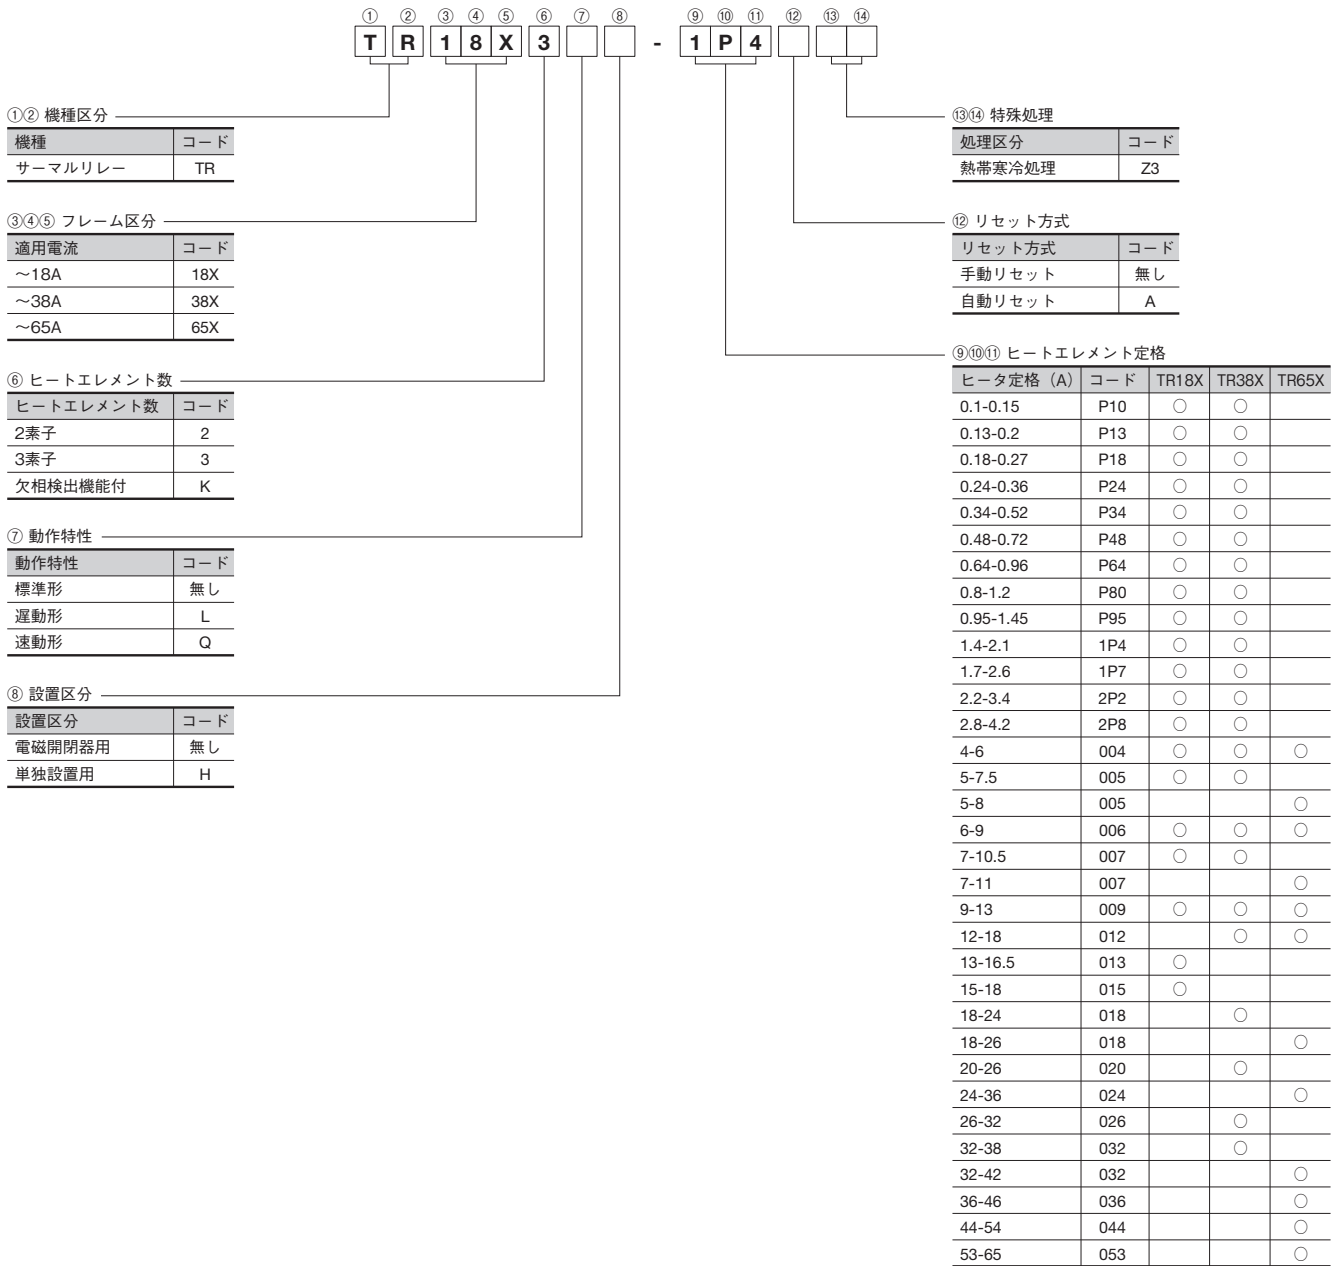 ① ② ③ ④ ⑤ ⑥ ⑦ ⑧ ⑨ ⑩ ⑪ ⑫ ⑬ ⑭
T R 1 8 X 3 - 1 P 4
①② 機種区分
機種 コード
サーマルリレー TR
③④⑤ フレーム区分
適用電流 コード
〜18A 18X
〜38A 38X
〜65A 65X
⑥ ヒートエレメント数
ヒートエレメント数 コード
2素子 2
3素子 3
欠相検出機能付 K
⑦ 動作特性
動作特性 コード
標準形 無し
遅動形 L
速動形 Q
⑧ 設置区分
設置区分 コード
電磁開閉器用 無し
単独設置用 H
⑬⑭ 特殊処理
処理区分 コード
熱帯寒冷処理 Z3
⑫ リセット方式
リセット方式 コード
手動リセット 無し
自動リセット A
⑨⑩⑪ ヒートエレメント定格
ヒータ定格（A） コード TR18X TR38X TR65X
0.1-0.15 P10 ○ ○
0.13-0.2 P13 ○ ○
0.18-0.27 P18 ○ ○
0.24-0.36 P24 ○ ○
0.34-0.52 P34 ○ ○
0.48-0.72 P48 ○ ○
0.64-0.96 P64 ○ ○
0.8-1.2 P80 ○ ○
0.95-1.45 P95 ○ ○
1.4-2.1 1P4 ○ ○
1.7-2.6 1P7 ○ ○
2.2-3.4 2P2 ○ ○
2.8-4.2 2P8 ○ ○
4-6 004 ○ ○ ○
5-7.5 005 ○ ○
5-8 005 ○
6-9 006 ○ ○ ○
7-10.5 007 ○ ○
7-11 007 ○
9-13 009 ○ ○ ○
12-18 012 ○ ○
13-16.5 013 ○
15-18 015 ○
18-24 018 ○
18-26 018 ○
20-26 020 ○
24-36 024 ○
26-32 026 ○
32-38 032 ○
32-42 032 ○
36-46 036 ○
44-54 044 ○
53-65 053 ○